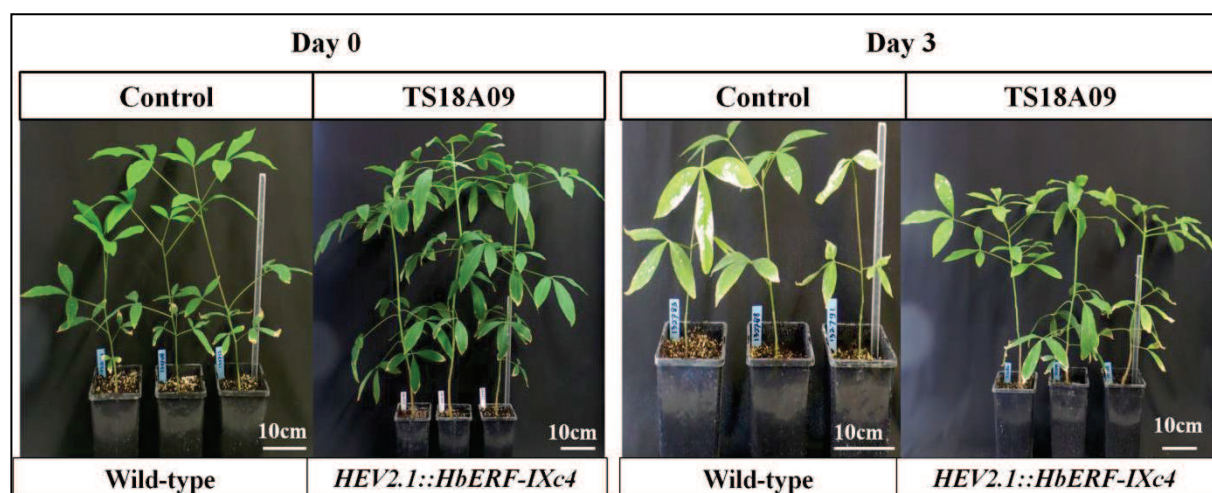 Day 0
Day 3
Control
TS18A09
Control
TS18A09
10cm
10cm
10cm
10cm
Wild-type
HEV2.1::HbERF-IXc4
Wild-type
HEV2.1::HbERF-IXc4